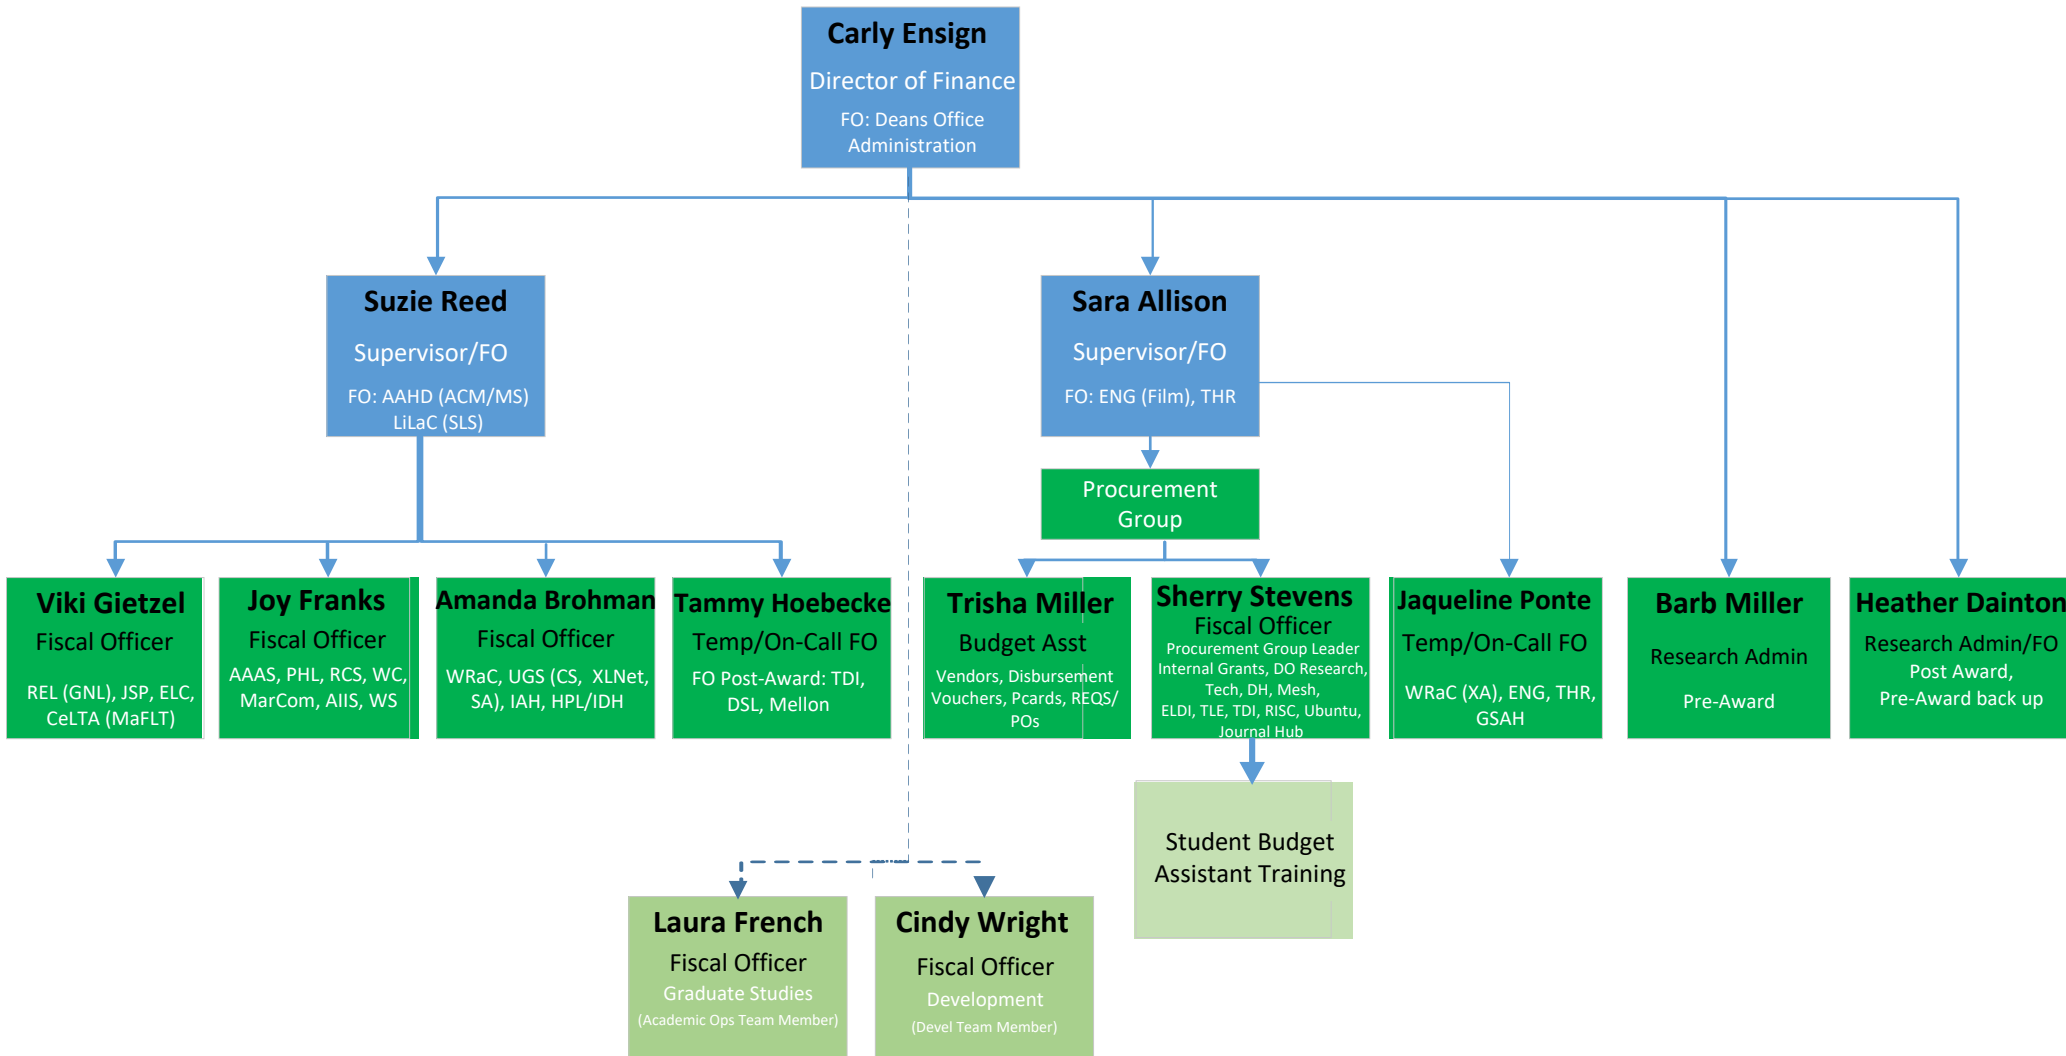 Carly Ensign
Director of Finance
FO: Deans Office
Administration
Suzie Reed
Supervisor/FO
FO: AAHD (ACM/MS)
LiLaC (SLS)
Sara Allison
Supervisor/FO
FO: ENG (Film), THR
Procurement
Group
Viki Gietzel
Fiscal Officer
REL (GNL), JSP, ELC,
CeLTA (MaFLT)
Joy Franks
Fiscal Officer
AAAS, PHL, RCS, WC,
MarCom, AIIS, WS
Amanda Brohman
Fiscal Officer
WRaC, UGS (CS, XLNet,
SA), IAH, HPL/IDH
Tammy Hoebecke
Temp/On-Call FO
FO Post-Award: TDI,
DSL, Mellon
Trisha Miller
Budget Asst
Vendors, Disbursement
Vouchers, Pcards, REQS/
POs
Sherry Stevens
Fiscal Officer
Procurement Group Leader
Internal Grants, DO Research,
Tech, DH, Mesh,
ELDI, TLE, TDI, RISC, Ubuntu,
Journal Hub
Jaqueline Ponte
Temp/On-Call FO
WRaC (XA), ENG, THR,
GSAH
Barb Miller
Research Admin
Pre-Award
Heather Dainton
Research Admin/FO
Post Award,
Pre-Award back up
Student Budget
Assistant Training
Laura French
Fiscal Officer
Graduate Studies
(Academic Ops Team Member)
Cindy Wright
Fiscal Officer
Development
(Devel Team Member)